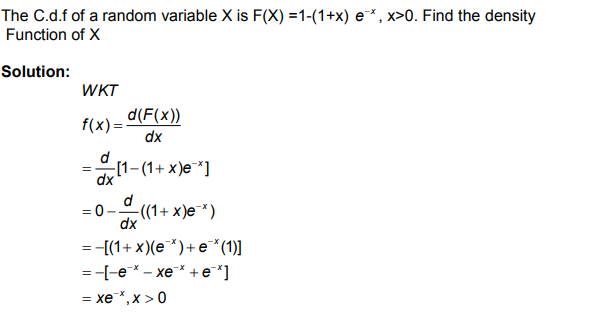 The C.d.f of a random variable X is F(X) =1-(1+x) e⁻ˣ , x>0. Find the density
Function of X
Solution:
WKT
f(x) = d(F(x))/dx
= d/dx [1−(1+ x)e⁻ˣ]
= 0 − d/dx ((1+ x)e⁻ˣ)
= −[(1+ x)(e⁻ˣ) + e⁻ˣ(1)]
= −[−e⁻ˣ − xe⁻ˣ + e⁻ˣ]
= xe⁻ˣ, x > 0